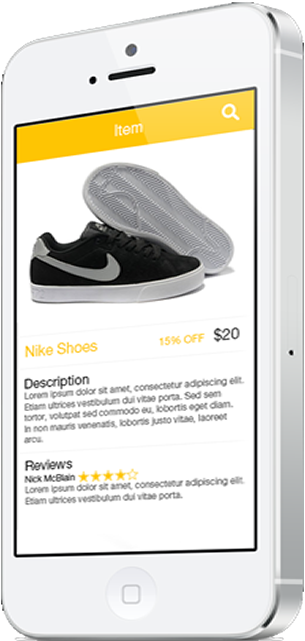 Item
Nike Shoes 15% OFF $20
Description
Lorem ipsum dolor sit amet, consectetur adipiscing elit.
Etiam ultrices vestibulum dui vitae porta. Sed sem
tortor, volutpat sed commodo eu, lobortis eget diam.
In non mauris venenatis, lobortis justo vitae, laoreet
arcu.
Reviews
Nick McBlain
Lorem ipsum dolor sit amet, consectetur adipiscing elit.
Etiam ultrices vestibulum dui vitae porta.